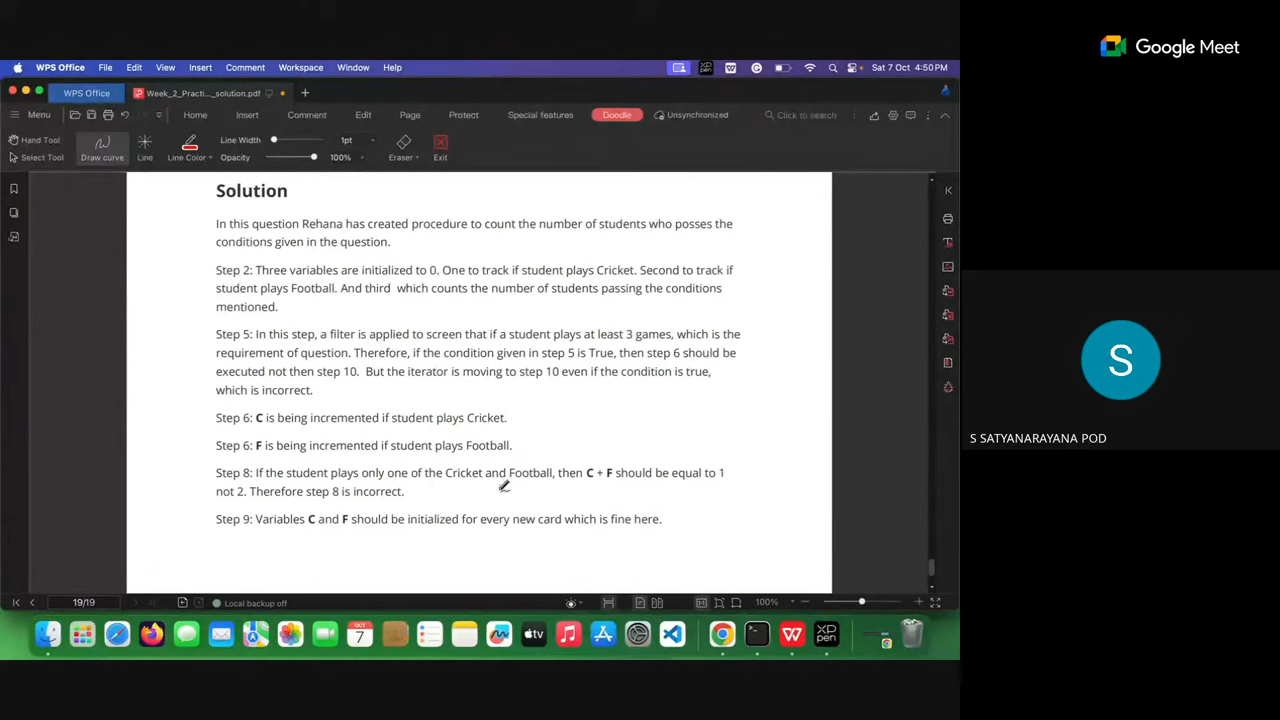 Google Meet
WPS Office File Edit View Insert Comment Workspace Window Help
Sat 7 Oct 4:50 PM
WPS Office
Week_2_Practi..._solution.pdf
Menu
Home Insert Comment Edit Page Protect Special features Doodle Unsynchronized Click to search
Hand Tool
Select Tool
Draw curve
Line
Line Color
Line Width 1pt
Opacity 100%
Eraser
Exit
Solution
In this question Rehana has created procedure to count the number of students who posses the
conditions given in the question.
Step 2: Three variables are initialized to 0. One to track if student plays Cricket. Second to track if
student plays Football. And third which counts the number of students passing the conditions
mentioned.
Step 5: In this step, a filter is applied to screen that if a student plays at least 3 games, which is the
requirement of question. Therefore, if the condition given in step 5 is True, then step 6 should be
executed not then step 10. But the iterator is moving to step 10 even if the condition is true,
which is incorrect.
Step 6: C is being incremented if student plays Cricket.
Step 6: F is being incremented if student plays Football.
Step 8: If the student plays only one of the Cricket and Football, then C + F should be equal to 1
not 2. Therefore step 8 is incorrect.
Step 9: Variables C and F should be initialized for every new card which is fine here.
19/19
Local backup off
100%
OCT
7
tv
XP
pen
S
S SATYANARAYANA POD